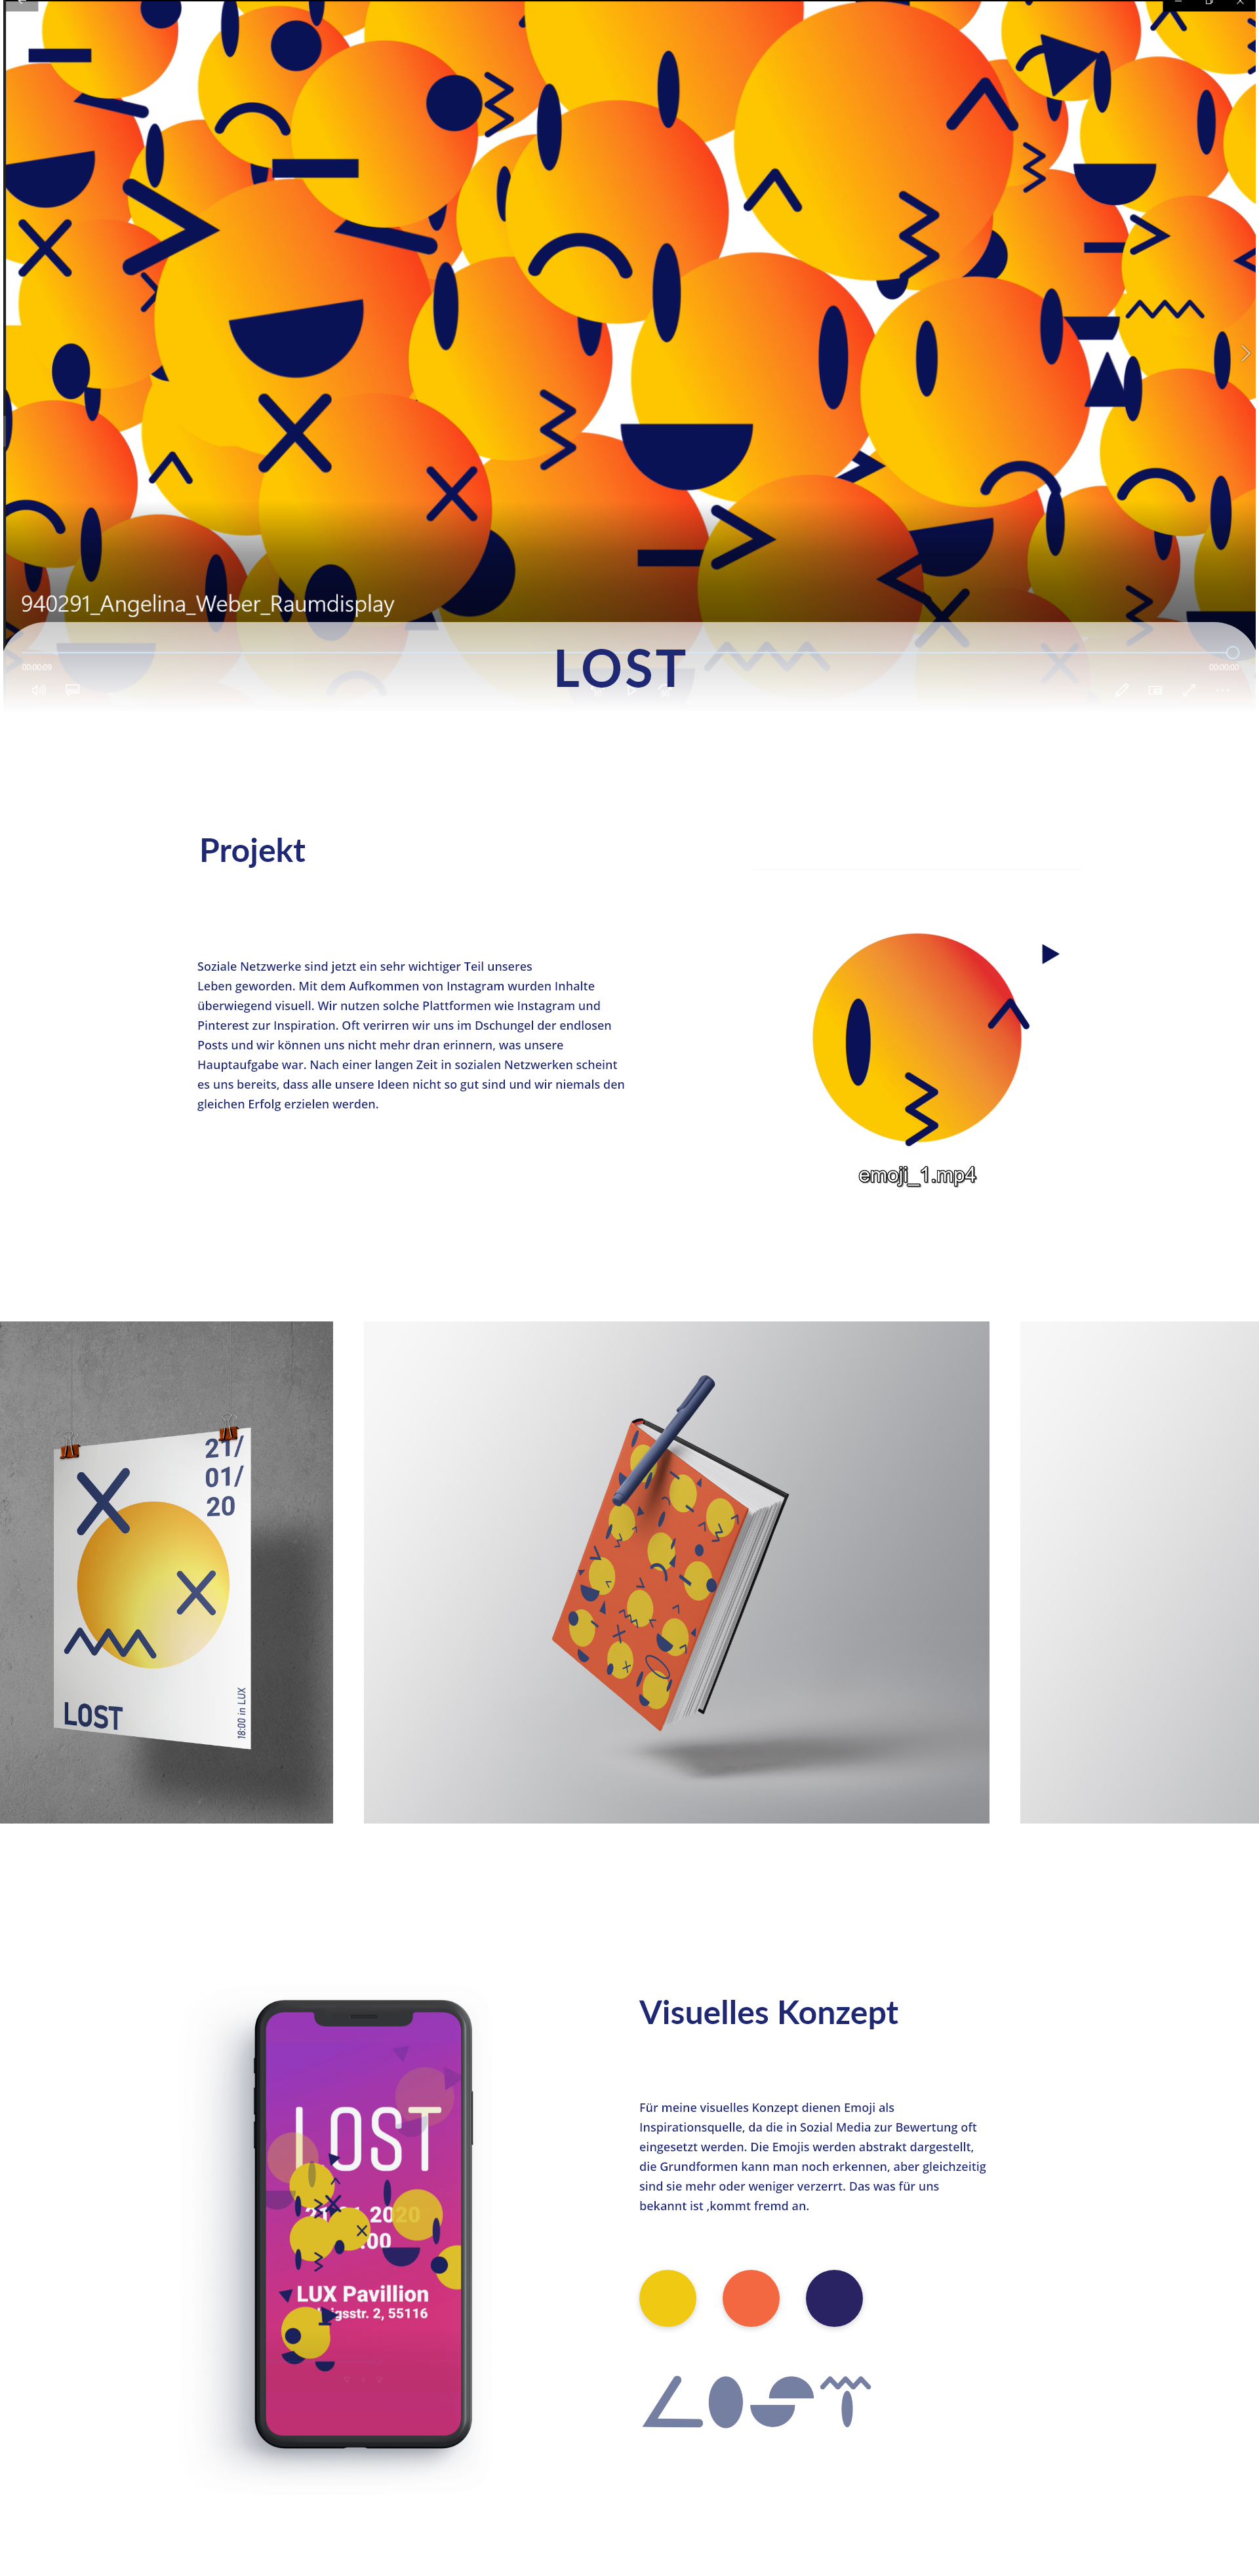 940291_Angelina_Weber_Raumdisplay
LOST
00:00:09
00:00:00
Projekt
Soziale Netzwerke sind jetzt ein sehr wichtiger Teil unseres
Leben geworden. Mit dem Aufkommen von Instagram wurden Inhalte
überwiegend visuell. Wir nutzen solche Plattformen wie Instagram und
Pinterest zur Inspiration. Oft verirren wir uns im Dschungel der endlosen
Posts und wir können uns nicht mehr dran erinnern, was unsere
Hauptaufgabe war. Nach einer langen Zeit in sozialen Netzwerken scheint
es uns bereits, dass alle unsere Ideen nicht so gut sind und wir niemals den
gleichen Erfolg erzielen werden.
emoji_1.mp4
21/
01/
20
LOST
18:00 in LUX
Visuelles Konzept
Für meine visuelles Konzept dienen Emoji als
Inspirationsquelle, da die in Sozial Media zur Bewertung oft
eingesetzt werden. Die Emojis werden abstrakt dargestellt,
die Grundformen kann man noch erkennen, aber gleichzeitig
sind sie mehr oder weniger verzerrt. Das was für uns
bekannt ist ,kommt fremd an.
LOST
2020
:00
LUX Pavillion
igsstr. 2, 55116
LOST